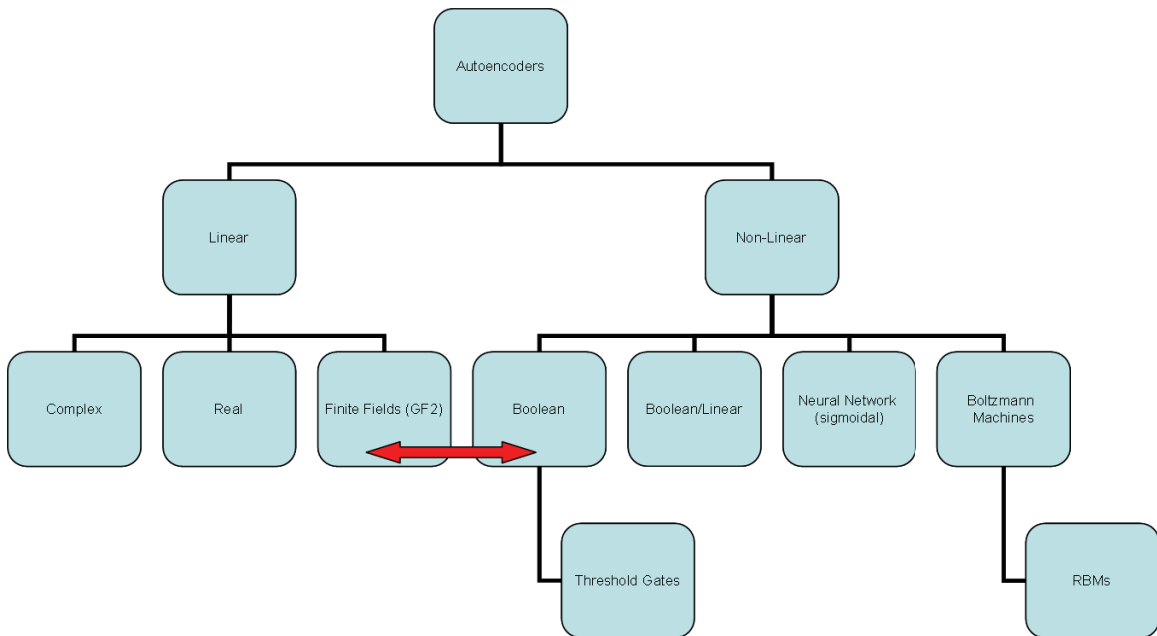 Autoencoders
Linear
Non-Linear
Complex
Real
Finite Fields (GF2)
Boolean
Boolean/Linear
Neural Network
(sigmoidal)
Boltzmann
Machines
Threshold Gates
RBMs